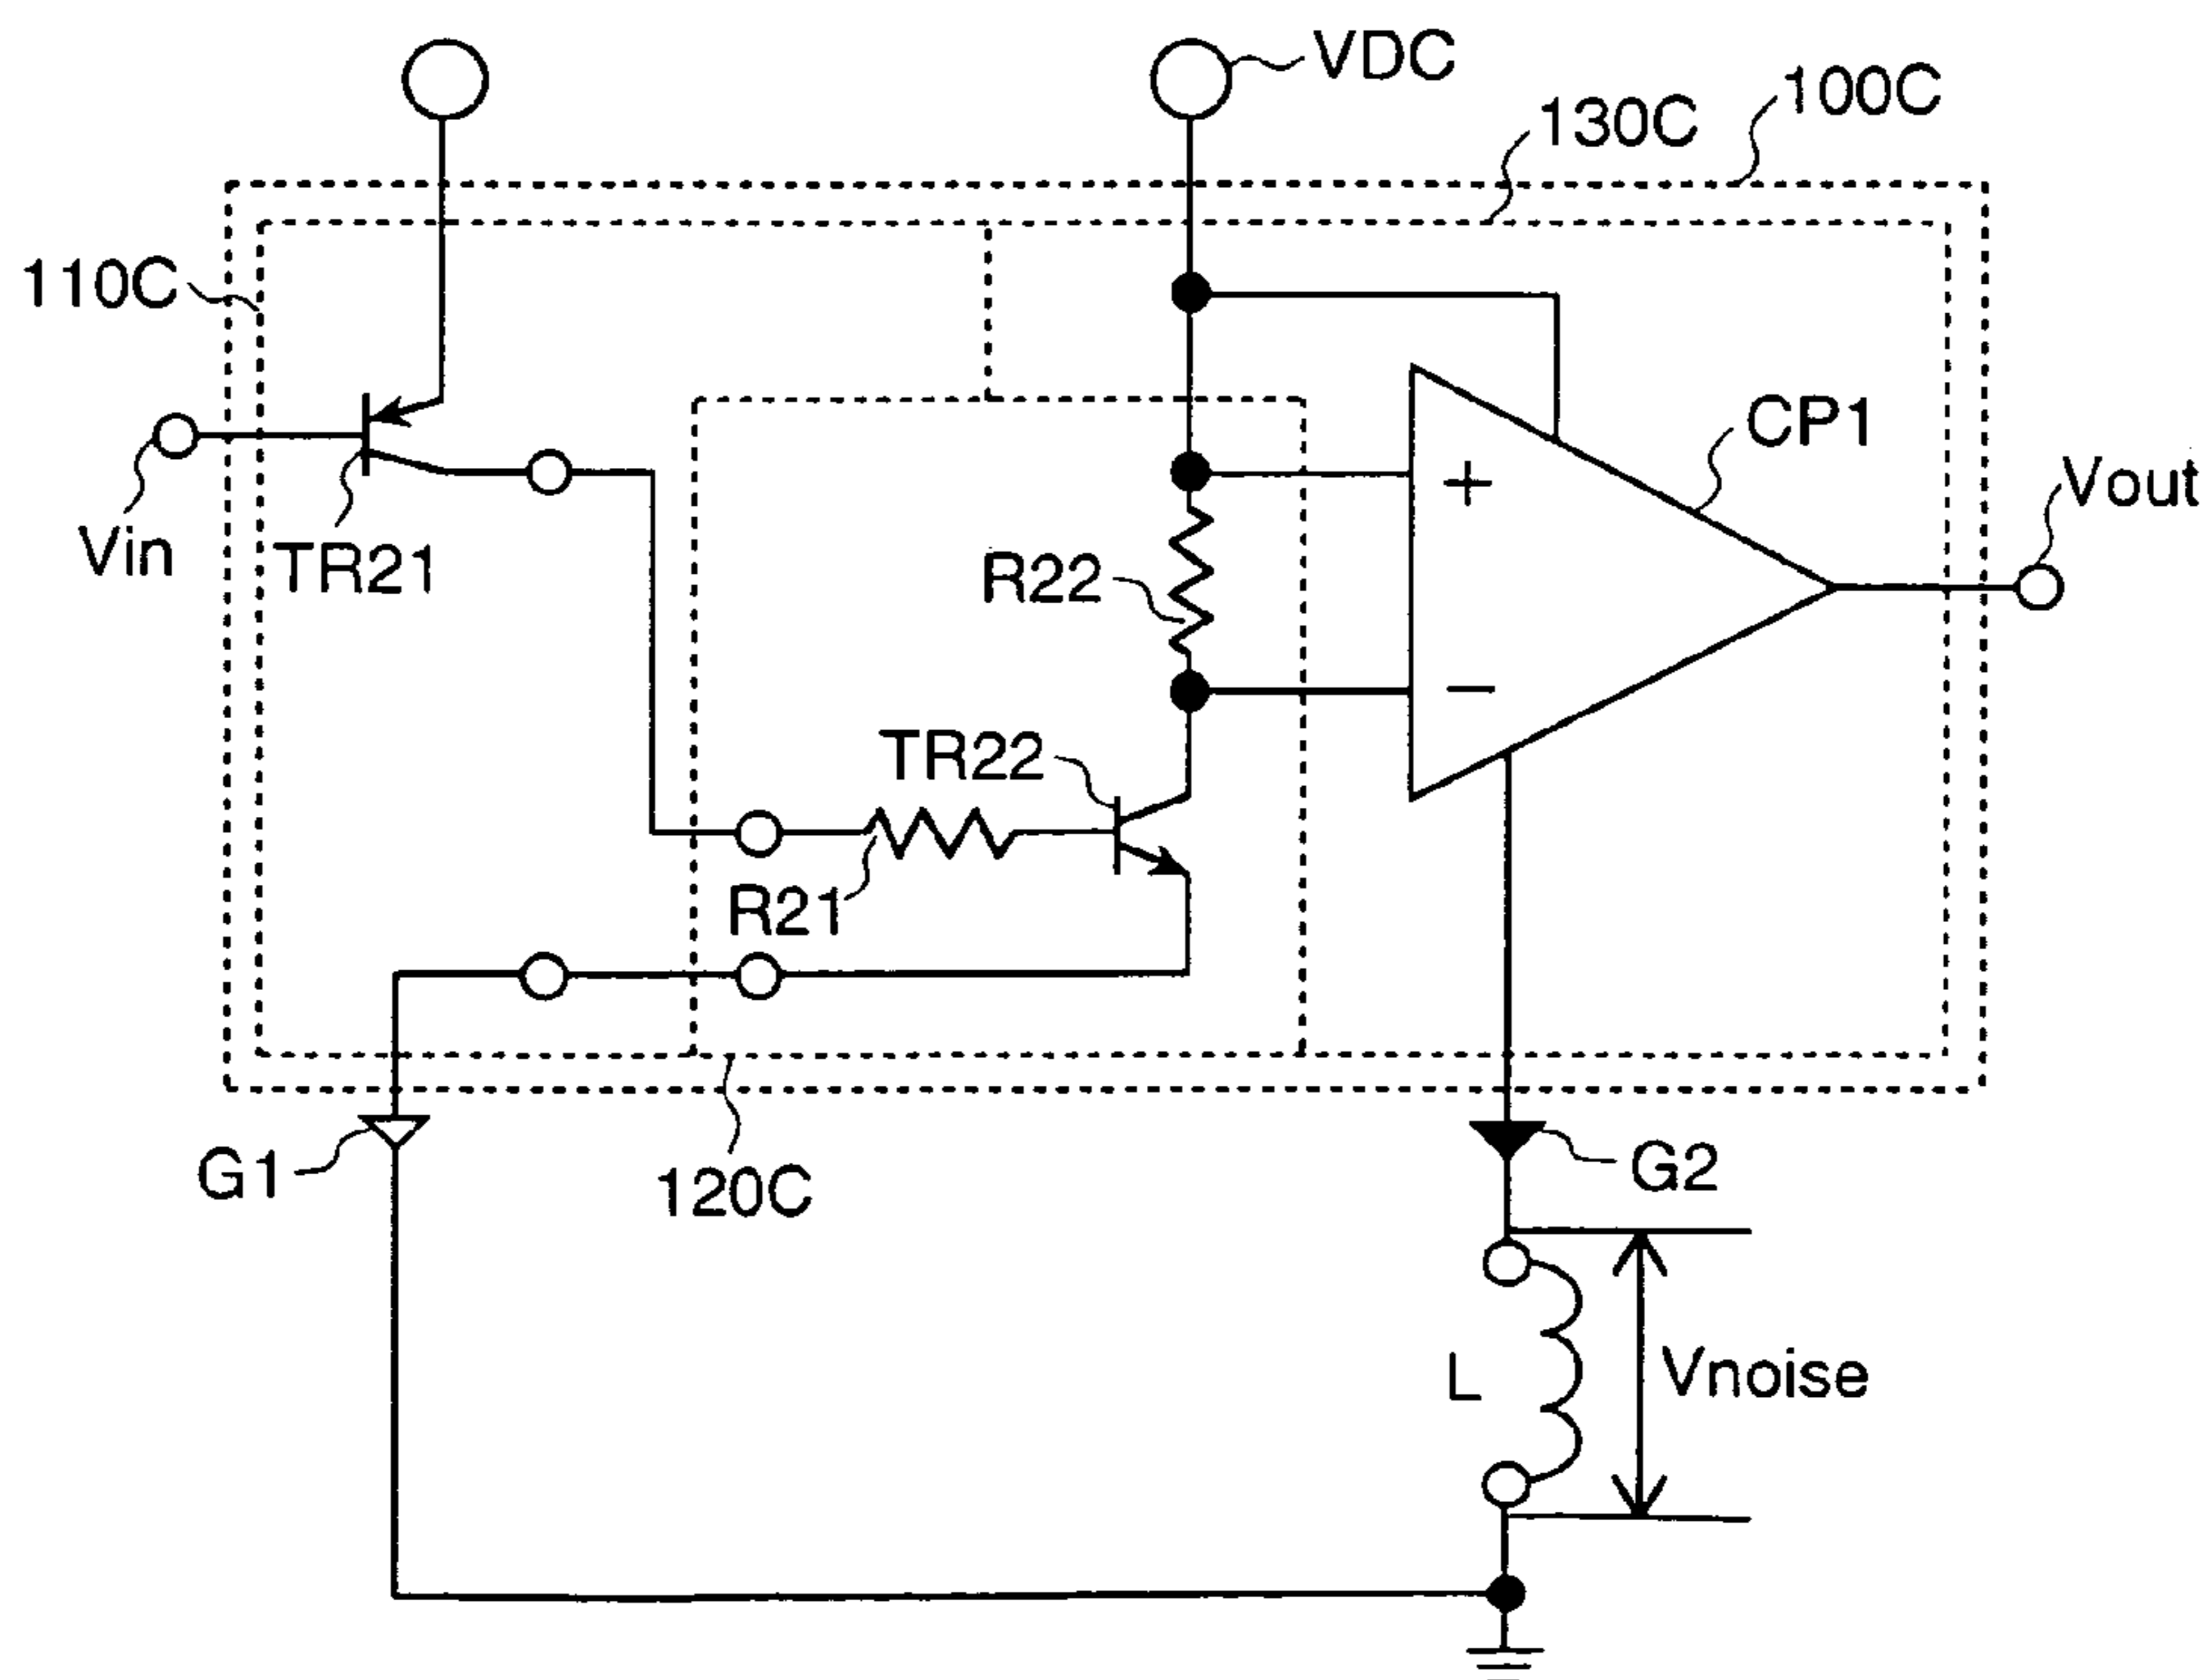 VDC
100C
130C
110C
CP1
Vout
Vin
TR21
+
R22
−
TR22
R21
G1
120C
G2
L
Vnoise